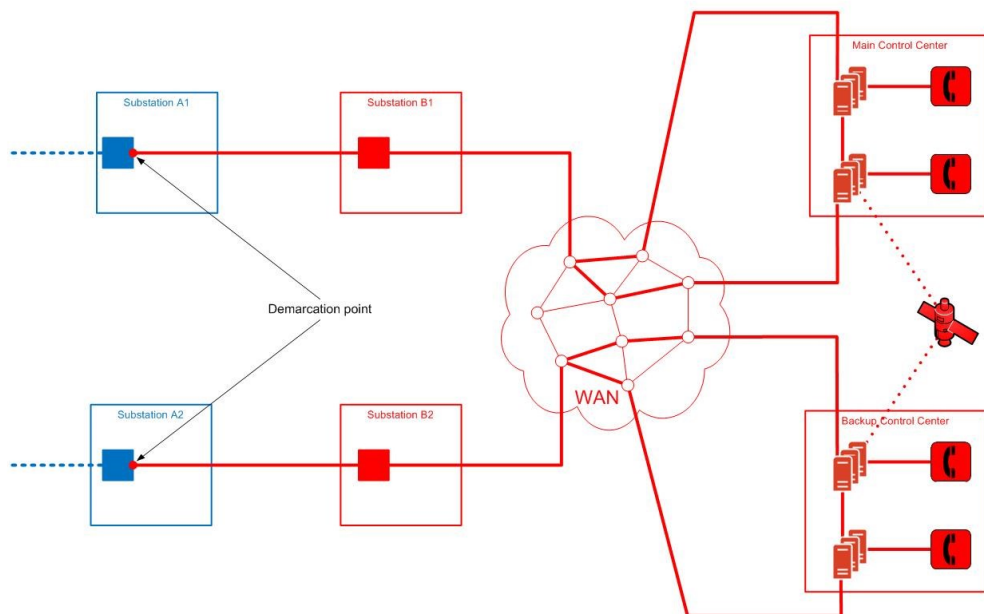 Main Control Center
Substation A1
Substation B1
Demarcation point
WAN
Substation A2
Substation B2
Backup Control Center